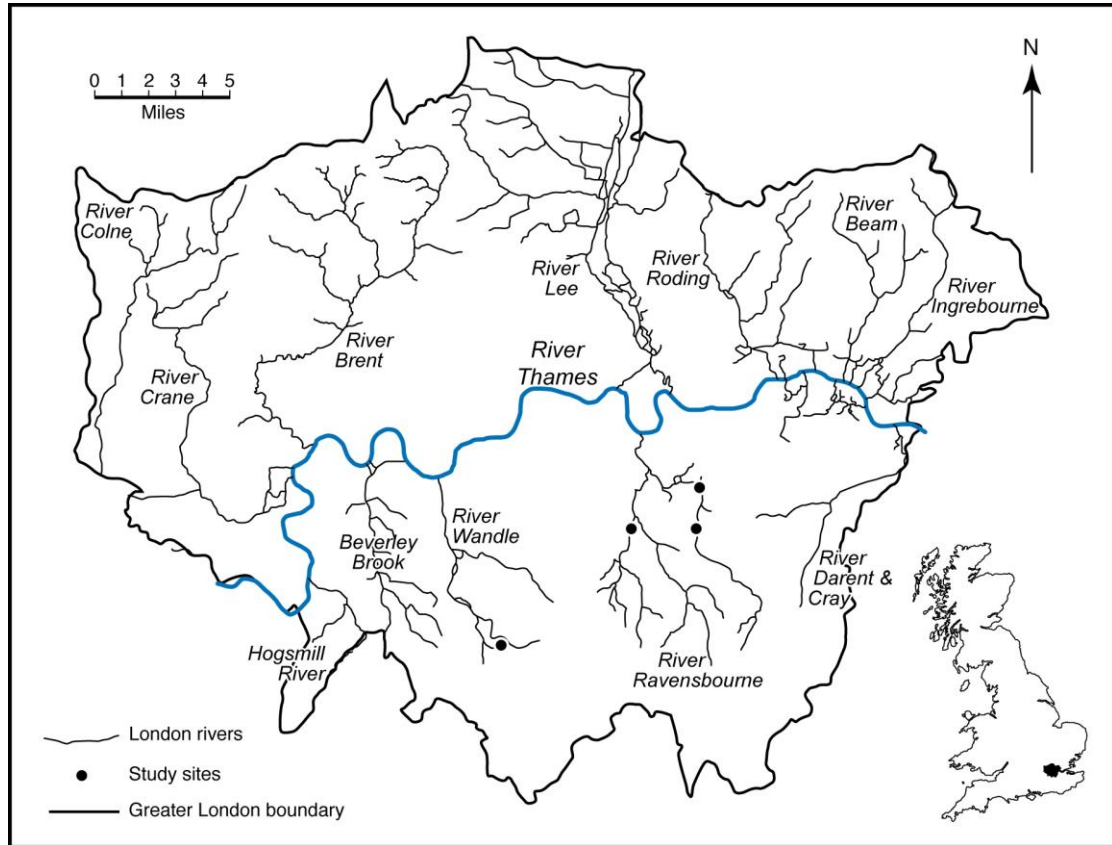 N
0 1 2 3 4 5
Miles
River
Colne
River
Beam
River
Lee
River
Roding
River
Ingrebourne
River
Brent
River
Thames
River
Crane
River
Wandle
Beverley
Brook
River
Darent &
Cray
Hogsmill
River
River
Ravensbourne
London rivers
Study sites
Greater London boundary